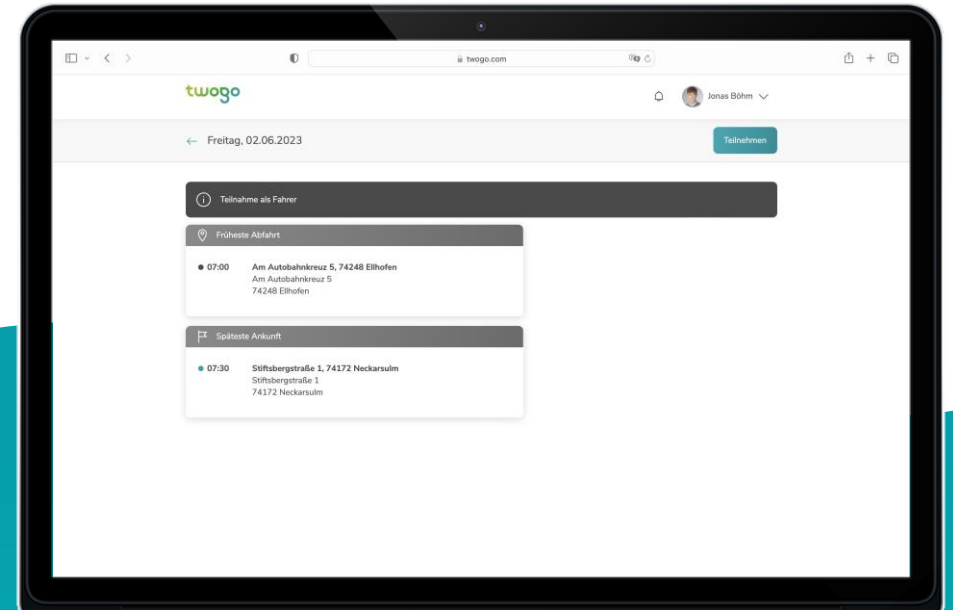 twogo.com
twogo
Jonas Böhm
Freitag, 02.06.2023
Teilnehmen
Teilnahme als Fahrer
Früheste Abfahrt
07:00 Am Autobahnkreuz 5, 74248 Ellhofen
Am Autobahnkreuz 5
74248 Ellhofen
Späteste Ankunft
07:30 Stiftsbergstraße 1, 74172 Neckarsulm
Stiftsbergstraße 1
74172 Neckarsulm